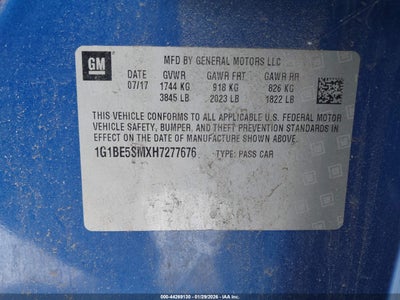 GM
MFD BY GENERAL MOTORS LLC
DATE GVWR GAWR FRT GAWR RR
07/17 1744 KG 918 KG 826 KG
3845 LB 2023 LB 1822 LB
THIS VEHICLE CONFORMS TO ALL APPLICABLE U.S. FEDERAL MOTOR
VEHICLE SAFETY, BUMPER, AND THEFT PREVENTION STANDARDS IN
EFFECT ON THE DATE OF MANUFACTURE SHOWN ABOVE.
1G1BE5SMXH7277676 TYPE: PASS CAR
000-44269130 - 01/29/2026 - IAA Inc.